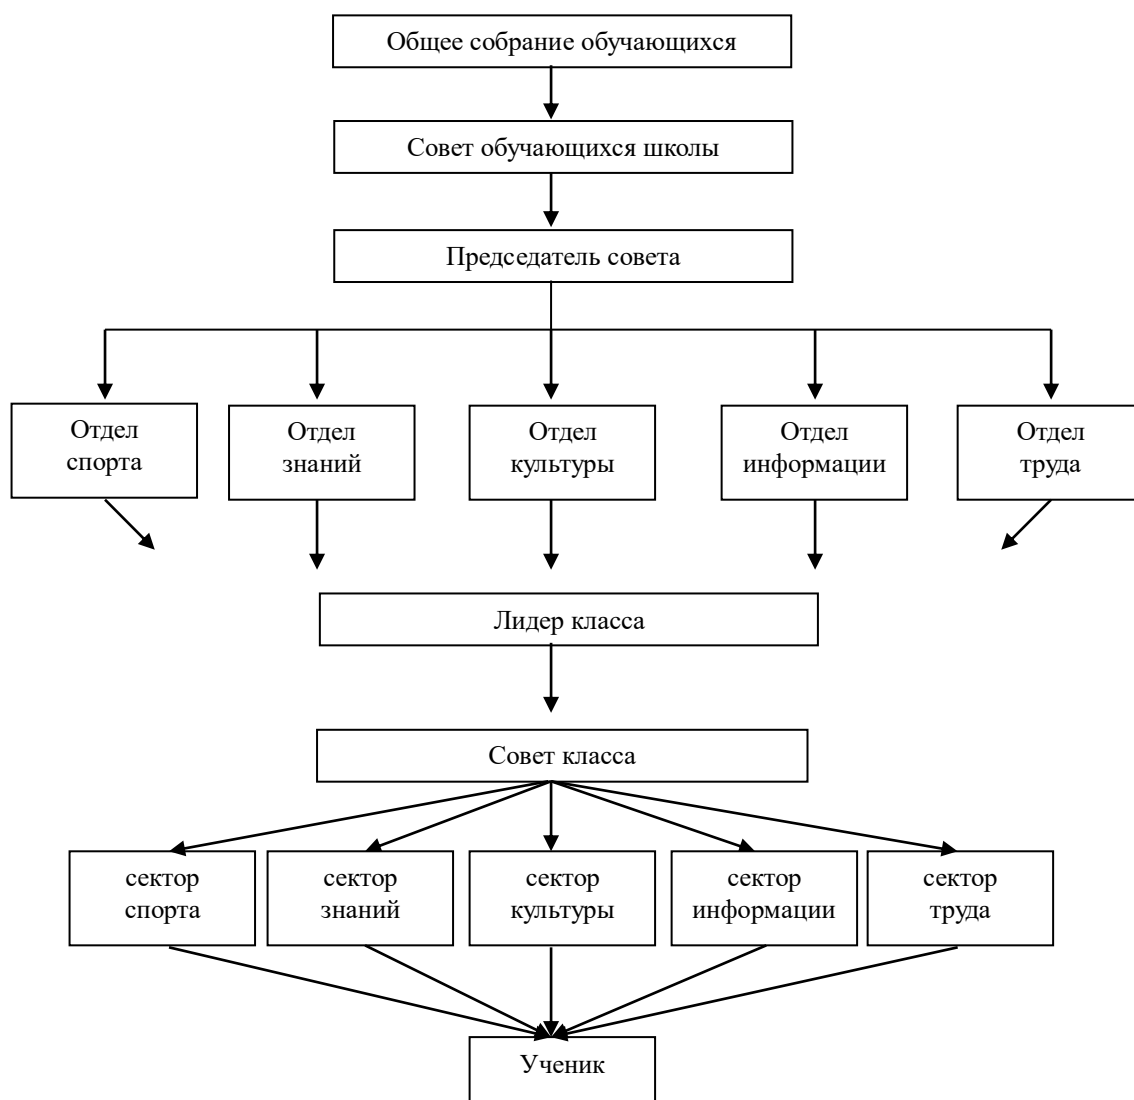 Общее собрание обучающихся
Совет обучающихся школы
Председатель совета
Отдел
спорта
Отдел
знаний
Отдел
культуры
Отдел
информации
Отдел
труда
Лидер класса
Совет класса
сектор
спорта
сектор
знаний
сектор
культуры
сектор
информации
сектор
труда
Ученик